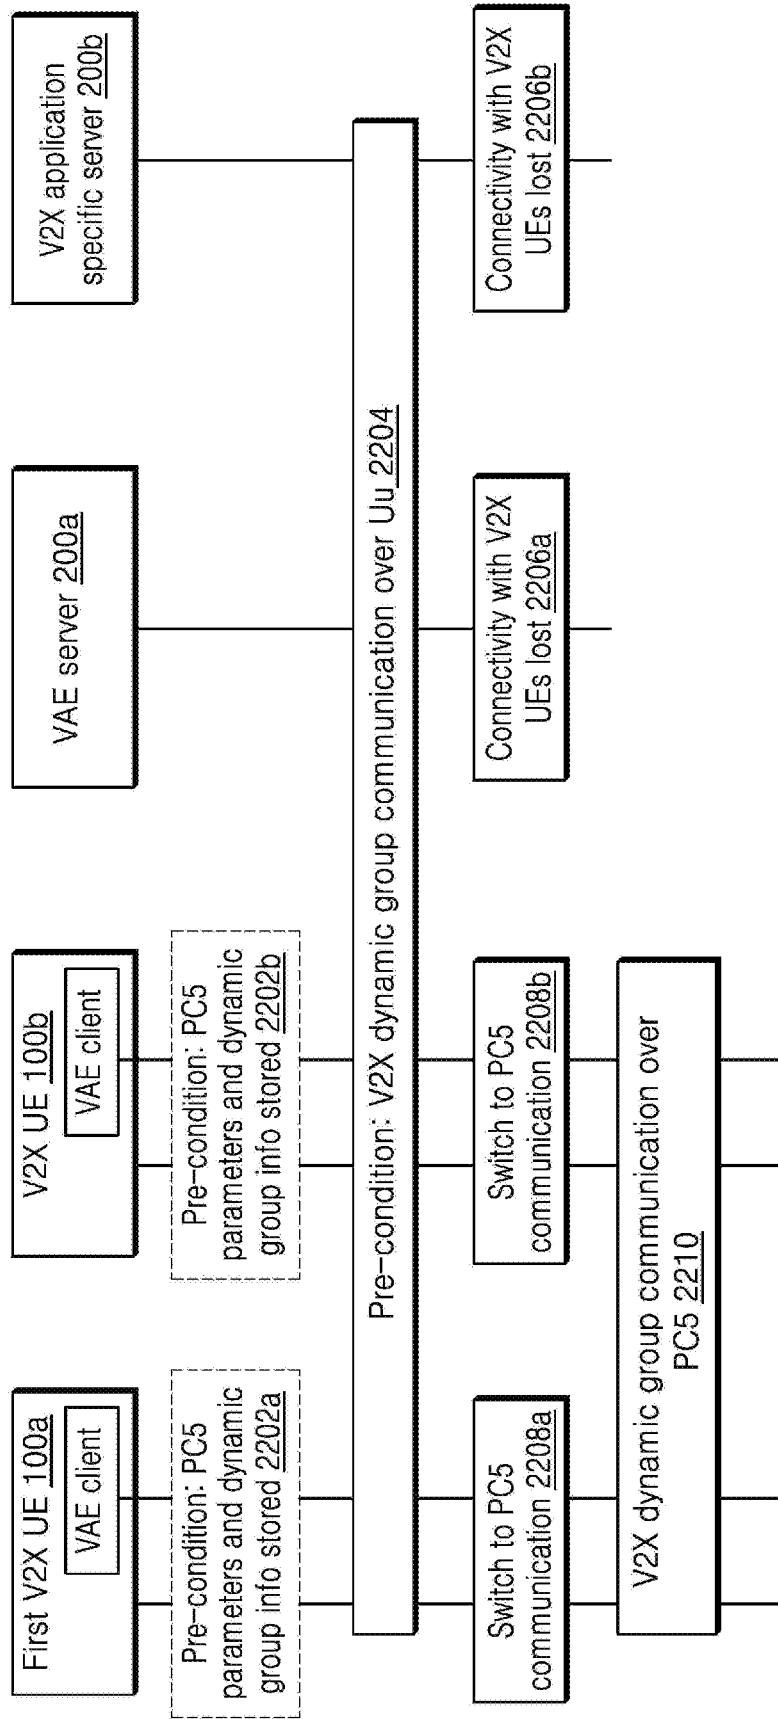 First V2X UE 100a
VAE client
V2X UE 100b
VAE client
VAE server 200a
V2X application
specific server 200b
Pre-condition: PC5
parameters and dynamic
group info stored 2202a
Pre-condition: PC5
parameters and dynamic
group info stored 2202b
Pre-condition: V2X dynamic group communication over Uu 2204
Switch to PC5
communication 2208a
Switch to PC5
communication 2208b
Connectivity with V2X
UEs lost 2206a
Connectivity with V2X
UEs lost 2206b
V2X dynamic group communication over
PC5 2210